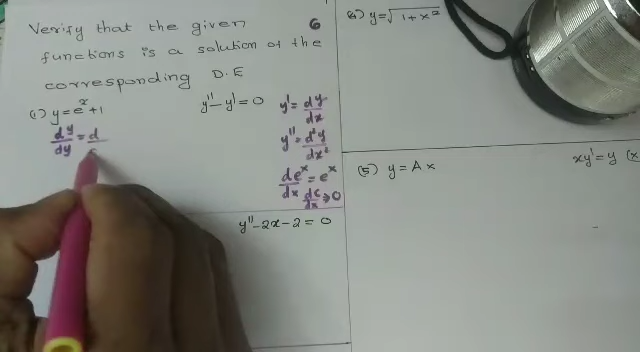 Verify that the given 6
functions is a solution of the
corresponding D.E
(1) y = e^x + 1 y'' - y' = 0
dy/dy = d/
y' = dy/dx
y'' = d²y/dx²
de^x/dx = e^x
dc/dx = 0
y'' - 2x - 2 = 0
y = √(1 + x²)
(5) y = Ax xy' = y (x